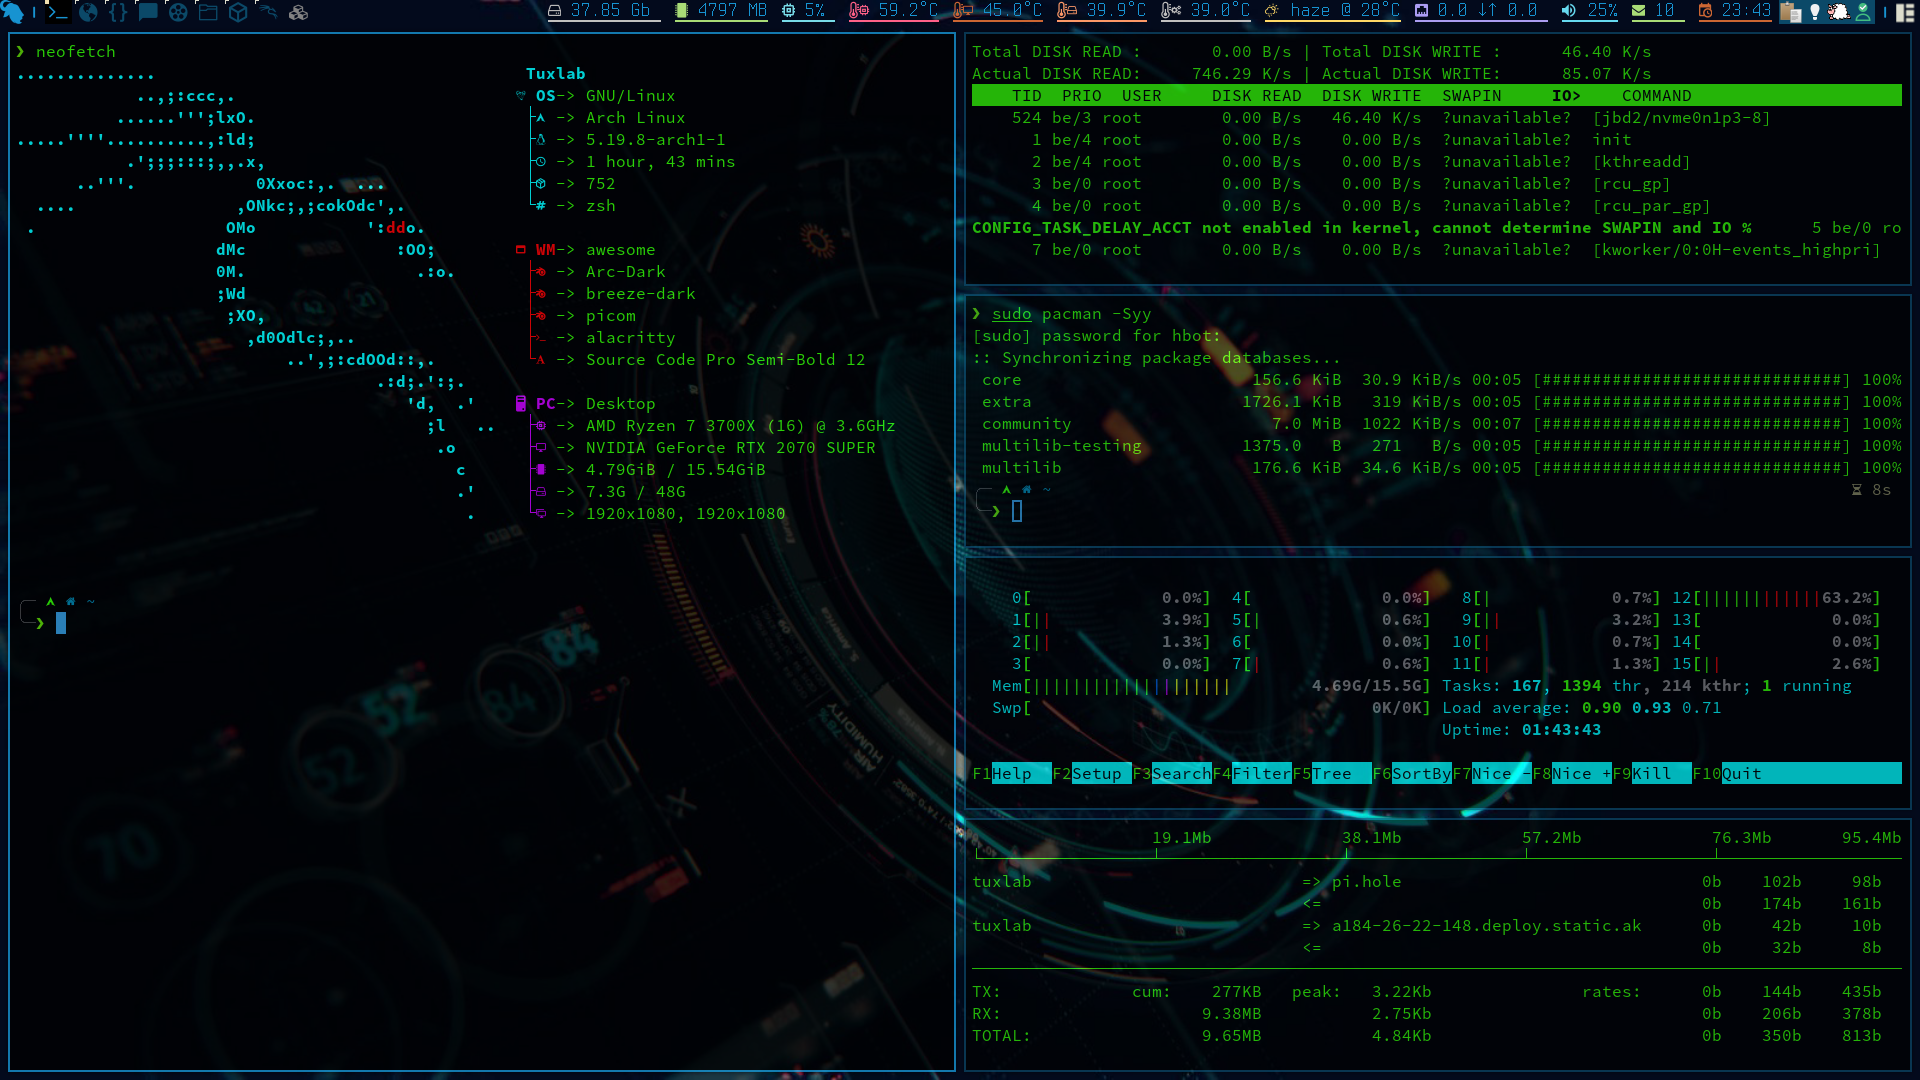 37.85 Gb 4797 MB 5% 59.2°C 45.0°C 39.9°C 39.0°C haze @ 28°C 0.0 ↓↑ 0.0 25% 10 23:43
❯ neofetch
..............
..,;:ccc,.
......''';lxO.
.....''''..........,:ld;
.';;;:::;,,.x,
..'''. 0Xxoc:,. ...
.... ,ONkc;,;cokOdc',.
. OMo ':ddo.
dMc :OO;
0M. .:o.
;Wd
;XO,
,d0Odlc;,..
..',;:cdOOd::,.
.:d;.':;.
'd, .'
;l ..
.o
c
.'
.
Tuxlab
OS-> GNU/Linux
-> Arch Linux
-> 5.19.8-arch1-1
-> 1 hour, 43 mins
-> 752
# -> zsh
WM-> awesome
-> Arc-Dark
-> breeze-dark
-> picom
-> alacritty
-> Source Code Pro Semi-Bold 12
PC-> Desktop
-> AMD Ryzen 7 3700X (16) @ 3.6GHz
-> NVIDIA GeForce RTX 2070 SUPER
-> 4.79GiB / 15.54GiB
-> 7.3G / 48G
-> 1920x1080, 1920x1080
~
❯
Total DISK READ : 0.00 B/s | Total DISK WRITE : 46.40 K/s
Actual DISK READ: 746.29 K/s | Actual DISK WRITE: 85.07 K/s
TID PRIO USER DISK READ DISK WRITE SWAPIN IO> COMMAND
524 be/3 root 0.00 B/s 46.40 K/s ?unavailable? [jbd2/nvme0n1p3-8]
1 be/4 root 0.00 B/s 0.00 B/s ?unavailable? init
2 be/4 root 0.00 B/s 0.00 B/s ?unavailable? [kthreadd]
3 be/0 root 0.00 B/s 0.00 B/s ?unavailable? [rcu_gp]
4 be/0 root 0.00 B/s 0.00 B/s ?unavailable? [rcu_par_gp]
CONFIG_TASK_DELAY_ACCT not enabled in kernel, cannot determine SWAPIN and IO % 5 be/0 ro
7 be/0 root 0.00 B/s 0.00 B/s ?unavailable? [kworker/0:0H-events_highpri]
❯ sudo pacman -Syy
[sudo] password for hbot:
:: Synchronizing package databases...
core 156.6 KiB 30.9 KiB/s 00:05 [##############################] 100%
extra 1726.1 KiB 319 KiB/s 00:05 [##############################] 100%
community 7.0 MiB 1022 KiB/s 00:07 [##############################] 100%
multilib-testing 1375.0 B 271 B/s 00:05 [##############################] 100%
multilib 176.6 KiB 34.6 KiB/s 00:05 [##############################] 100%
~ 8s
❯
0[ 0.0%] 4[ 0.0%] 8[| 0.7%] 12[||||||||||||63.2%]
1[|| 3.9%] 5[| 0.6%] 9[|| 3.2%] 13[ 0.0%]
2[|| 1.3%] 6[ 0.0%] 10[| 0.7%] 14[ 0.0%]
3[ 0.0%] 7[| 0.6%] 11[| 1.3%] 15[|| 2.6%]
Mem[|||||||||||||||||||| 4.69G/15.5G] Tasks: 167, 1394 thr, 214 kthr; 1 running
Swp[ 0K/0K] Load average: 0.90 0.93 0.71
Uptime: 01:43:43
F1Help F2Setup F3SearchF4FilterF5Tree F6SortByF7Nice -F8Nice +F9Kill F10Quit
19.1Mb 38.1Mb 57.2Mb 76.3Mb 95.4Mb
tuxlab => pi.hole 0b 102b 98b
<= 0b 174b 161b
tuxlab => a184-26-22-148.deploy.static.ak 0b 42b 10b
<= 0b 32b 8b
TX: cum: 277KB peak: 3.22Kb rates: 0b 144b 435b
RX: 9.38MB 2.75Kb 0b 206b 378b
TOTAL: 9.65MB 4.84Kb 0b 350b 813b
52
84
52
84
70
AIR HUMIDITY
S. America